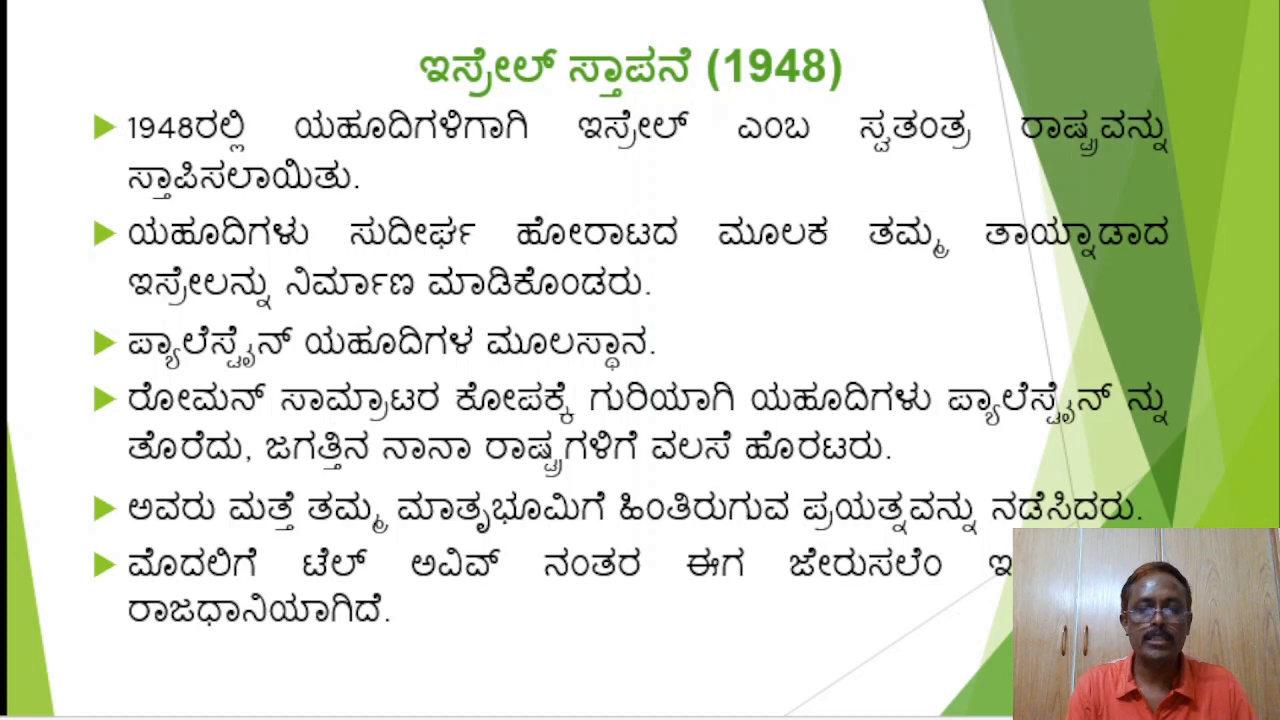 ಇಸ್ರೇಲ್ ಸ್ತಾಪನೆ (1948)
1948ರಲ್ಲಿ ಯಹೂದಿಗಳಿಗಾಗಿ ಇಸ್ರೇಲ್ ಎಂಬ ಸ್ವತಂತ್ರ ರಾಷ್ಟ್ರವನ್ನು
ಸ್ತಾಪಿಸಲಾಯಿತು.
ಯಹೂದಿಗಳು ಸುದೀರ್ಘ ಹೋರಾಟದ ಮೂಲಕ ತಮ್ಮ ತಾಯ್ನಾಡಾದ
ಇಸ್ರೇಲನ್ನು ನಿರ್ಮಾಣ ಮಾಡಿಕೊಂಡರು.
ಪ್ಯಾಲೆಸ್ಟೈನ್ ಯಹೂದಿಗಳ ಮೂಲಸ್ಥಾನ.
ರೋಮನ್ ಸಾಮ್ರಾಟರ ಕೋಪಕ್ಕೆ ಗುರಿಯಾಗಿ ಯಹೂದಿಗಳು ಪ್ಯಾಲೆಸ್ಟೈನ್ ನ್ನು
ತೊರೆದು, ಜಗತ್ತಿನ ನಾನಾ ರಾಷ್ಟ್ರಗಳಿಗೆ ವಲಸೆ ಹೊರಟರು.
ಅವರು ಮತ್ತೆ ತಮ್ಮ ಮಾತೃಭೂಮಿಗೆ ಹಿಂತಿರುಗುವ ಪ್ರಯತ್ನವನ್ನು ನಡೆಸಿದರು.
ಮೊದಲಿಗೆ ಟೆಲ್ ಅವಿವ್ ನಂತರ ಈಗ ಜೇರುಸಲೆಂ
ರಾಜಧಾನಿಯಾಗಿದೆ.